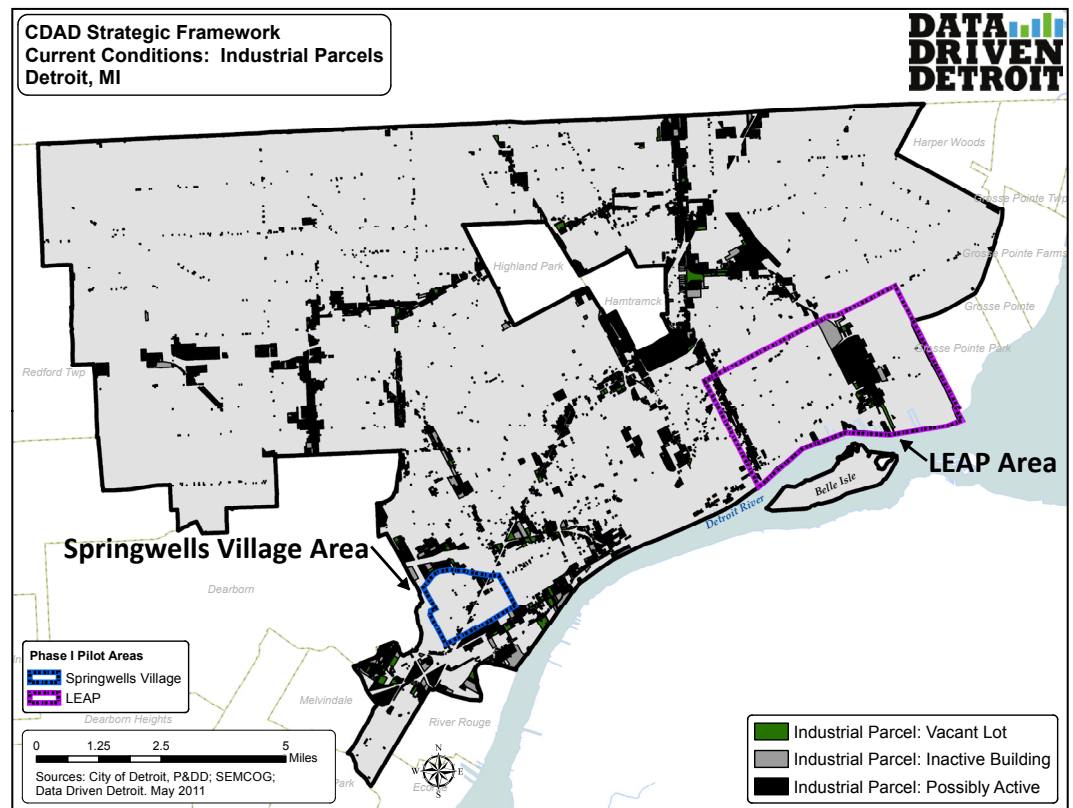 CDAD Strategic Framework
Current Conditions: Industrial Parcels
Detroit, MI
DATA
DRIVEN
DETROIT
Harper Woods
Grosse Pointe Twp
Highland Park
Grosse Pointe Farms
Hamtramck
Grosse Pointe
Grosse Pointe Park
Redford Twp
LEAP Area
Belle Isle
Detroit River
Springwells Village Area
Dearborn
Phase I Pilot Areas
Springwells Village
LEAP
Melvindale
Dearborn Heights
River Rouge
0 1.25 2.5 5
Miles
Sources: City of Detroit, P&DD; SEMCOG;
Data Driven Detroit. May 2011
Park
N
W E
S
Industrial Parcel: Vacant Lot
Industrial Parcel: Inactive Building
Industrial Parcel: Possibly Active